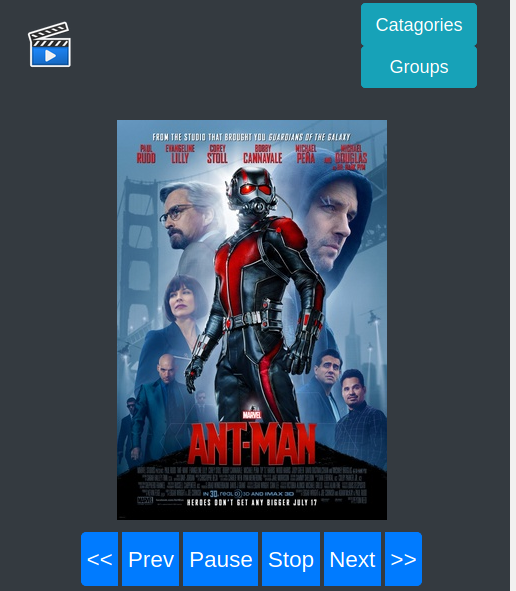 Catagories
Groups
FROM THE STUDIO THAT BROUGHT YOU GUARDIANS OF THE GALAXY
PAUL RUDD EVANGELINE LILLY COREY STOLL BOBBY CANNAVALE MICHAEL PEÑA AND MICHAEL DOUGLAS
MARVEL
ANT-MAN
IN 3D, REAL D 3D AND IMAX 3D
HEROES DON'T GET ANY BIGGER JULY 17
<< Prev Pause Stop Next >>